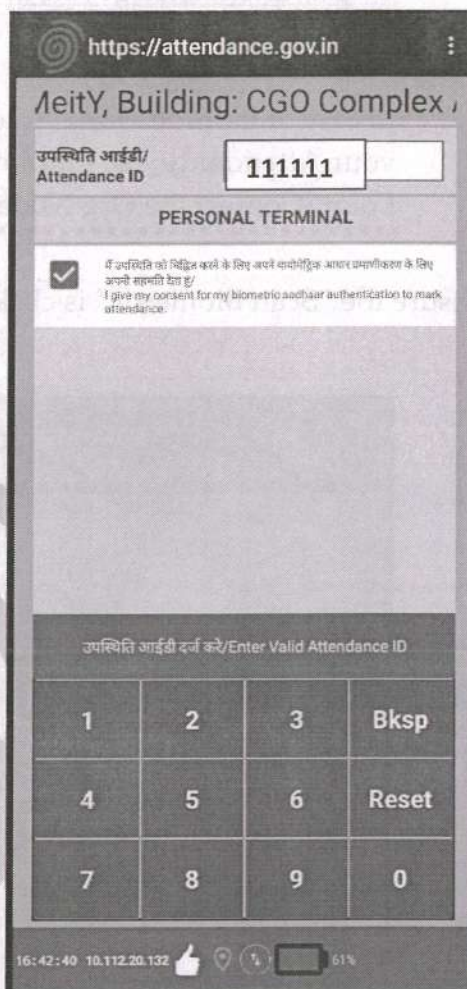 https://attendance.gov.in
MeitY, Building: CGO Complex
उपस्थिति आईडी/
Attendance ID
111111
PERSONAL TERMINAL
मैं उपस्थिति को चिह्नित करने के लिए अपने बायोमेट्रिक आधार प्रमाणीकरण के लिए
अपनी सहमति देता हूं/
I give my consent for my biometric aadhaar authentication to mark
attendance.
उपस्थिति आईडी दर्ज करे/Enter Valid Attendance ID
1 2 3 Bksp
4 5 6 Reset
7 8 9 0
16:42:40 10.112.20.132 61%